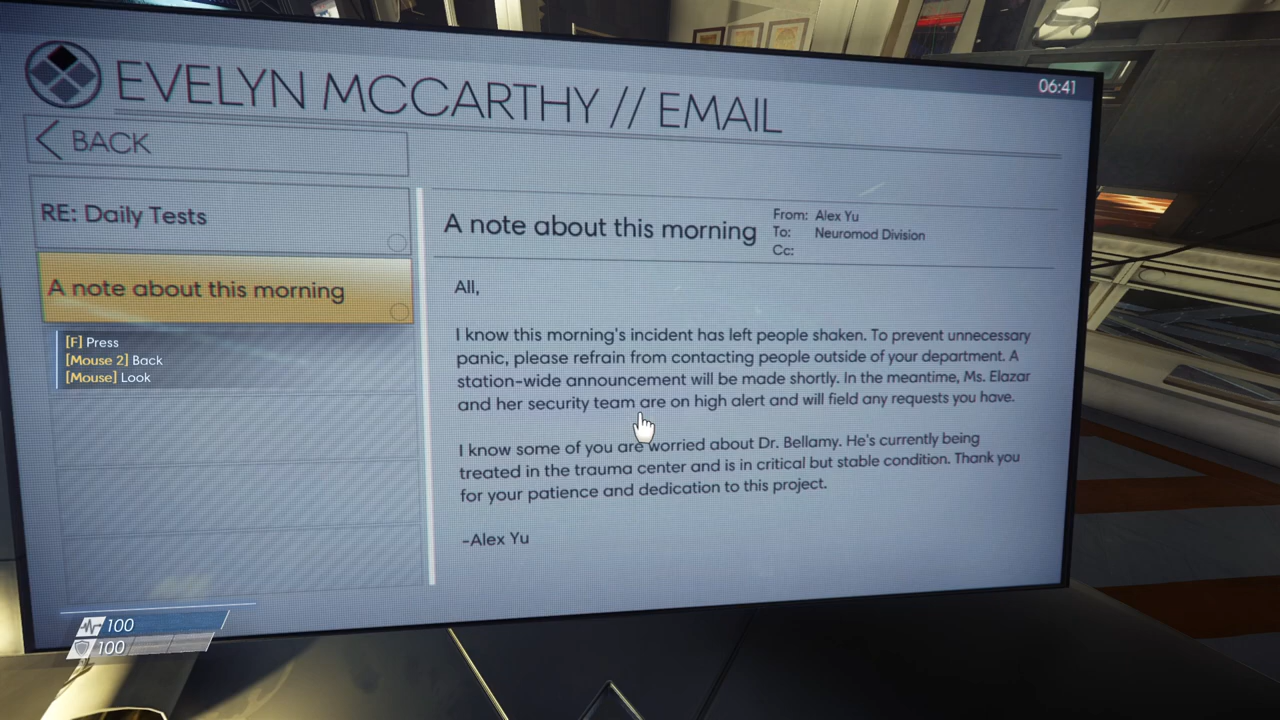 EVELYN MCCARTHY // EMAIL
06:41
BACK
RE: Daily Tests
A note about this morning
[F] Press
[Mouse 2] Back
[Mouse] Look
A note about this morning
From: Alex Yu
To: Neuromod Division
Cc:
All,
I know this morning's incident has left people shaken. To prevent unnecessary
panic, please refrain from contacting people outside of your department. A
station-wide announcement will be made shortly. In the meantime, Ms. Elazar
and her security team are on high alert and will field any requests you have.
I know some of you are worried about Dr. Bellamy. He's currently being
treated in the trauma center and is in critical but stable condition. Thank you
for your patience and dedication to this project.
-Alex Yu
100
100